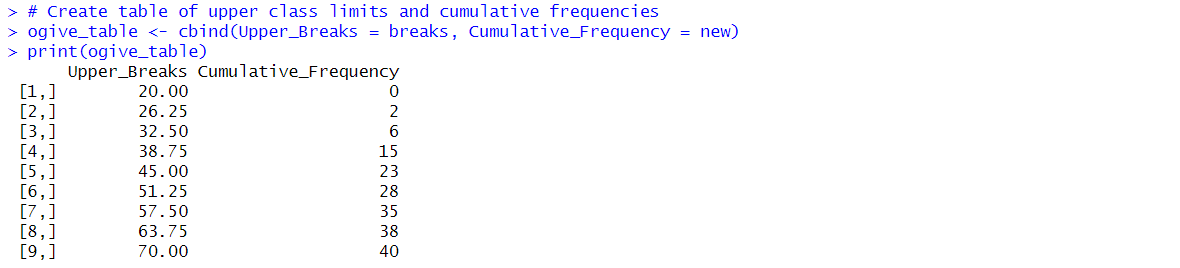 > # Create table of upper class limits and cumulative frequencies
> ogive_table <- cbind(Upper_Breaks = breaks, Cumulative_Frequency = new)
> print(ogive_table)
      Upper_Breaks Cumulative_Frequency
 [1,]        20.00                    0
 [2,]        26.25                    2
 [3,]        32.50                    6
 [4,]        38.75                   15
 [5,]        45.00                   23
 [6,]        51.25                   28
 [7,]        57.50                   35
 [8,]        63.75                   38
 [9,]        70.00                   40